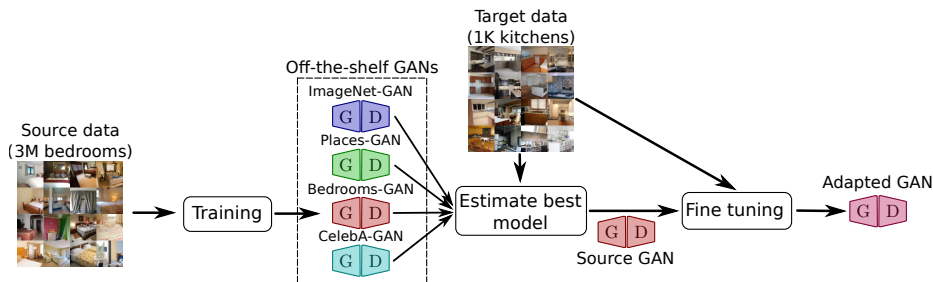 Target data
(1K kitchens)
Off-the-shelf GANs
ImageNet-GAN
G D
Source data
(3M bedrooms)
Places-GAN
G D
Bedrooms-GAN
G D
CelebA-GAN
G D
Training
Estimate best
model
G D
Source GAN
Fine tuning
Adapted GAN
G D